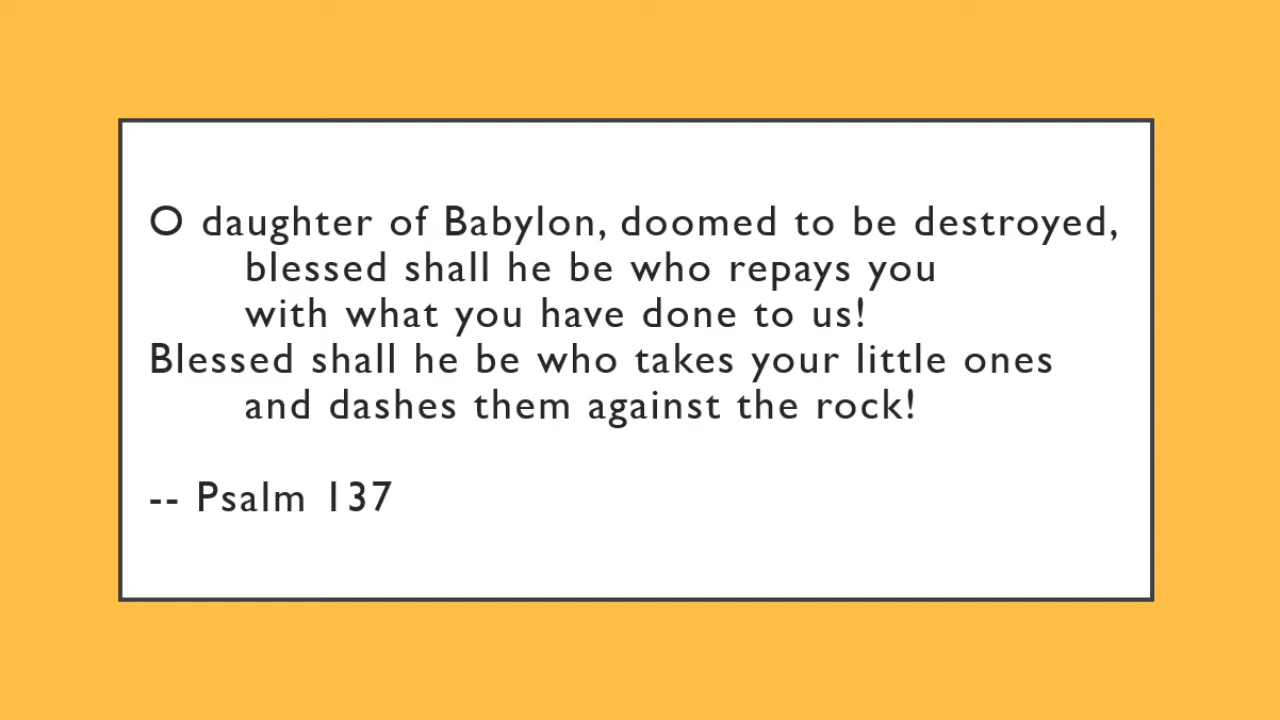 O daughter of Babylon, doomed to be destroyed,
blessed shall he be who repays you
with what you have done to us!
Blessed shall he be who takes your little ones
and dashes them against the rock!
-- Psalm 137